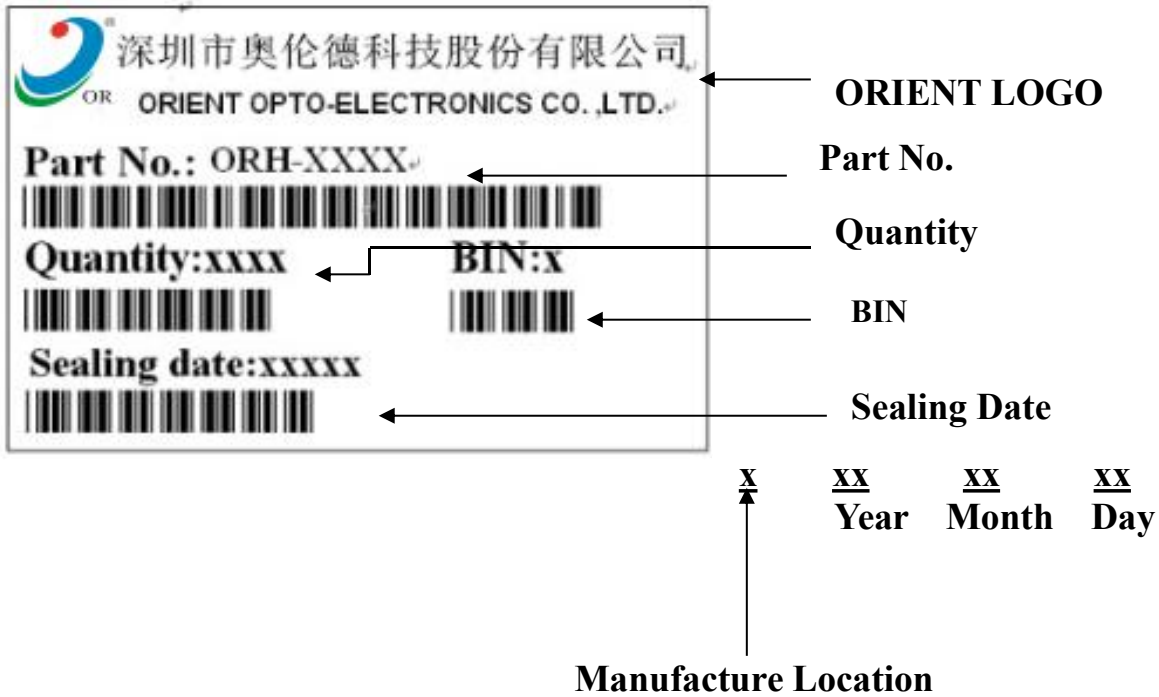 深圳市奥伦德科技股份有限公司
OR
ORIENT OPTO-ELECTRONICS CO. ,LTD.
ORIENT LOGO
Part No.: ORH-XXXX
Part No.
Quantity:xxxx
BIN:x
Quantity
BIN
Sealing date:xxxxx
Sealing Date
x xx xx xx
Year Month Day
Manufacture Location